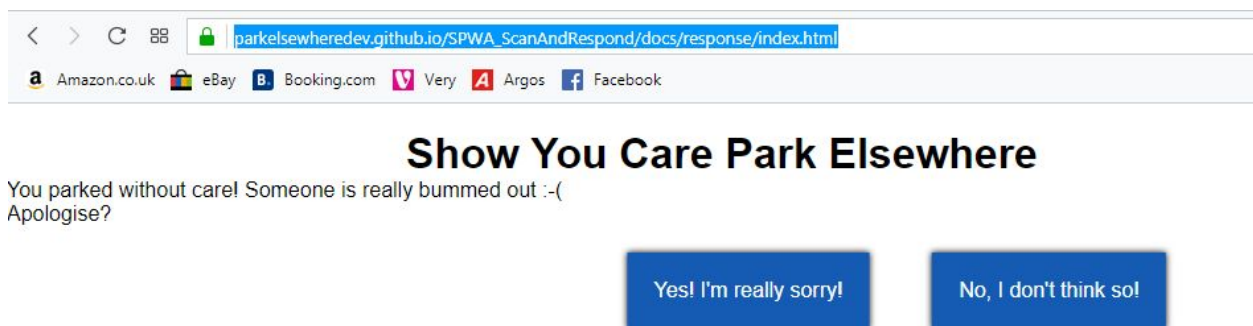 parkelsewheredev.github.io/SPWA_ScanAndRespond/docs/response/index.html
a Amazon.co.uk eBay B. Booking.com V Very A Argos f Facebook
Show You Care Park Elsewhere
You parked without care! Someone is really bummed out :-(
Apologise?
Yes! I'm really sorry! No, I don't think so!